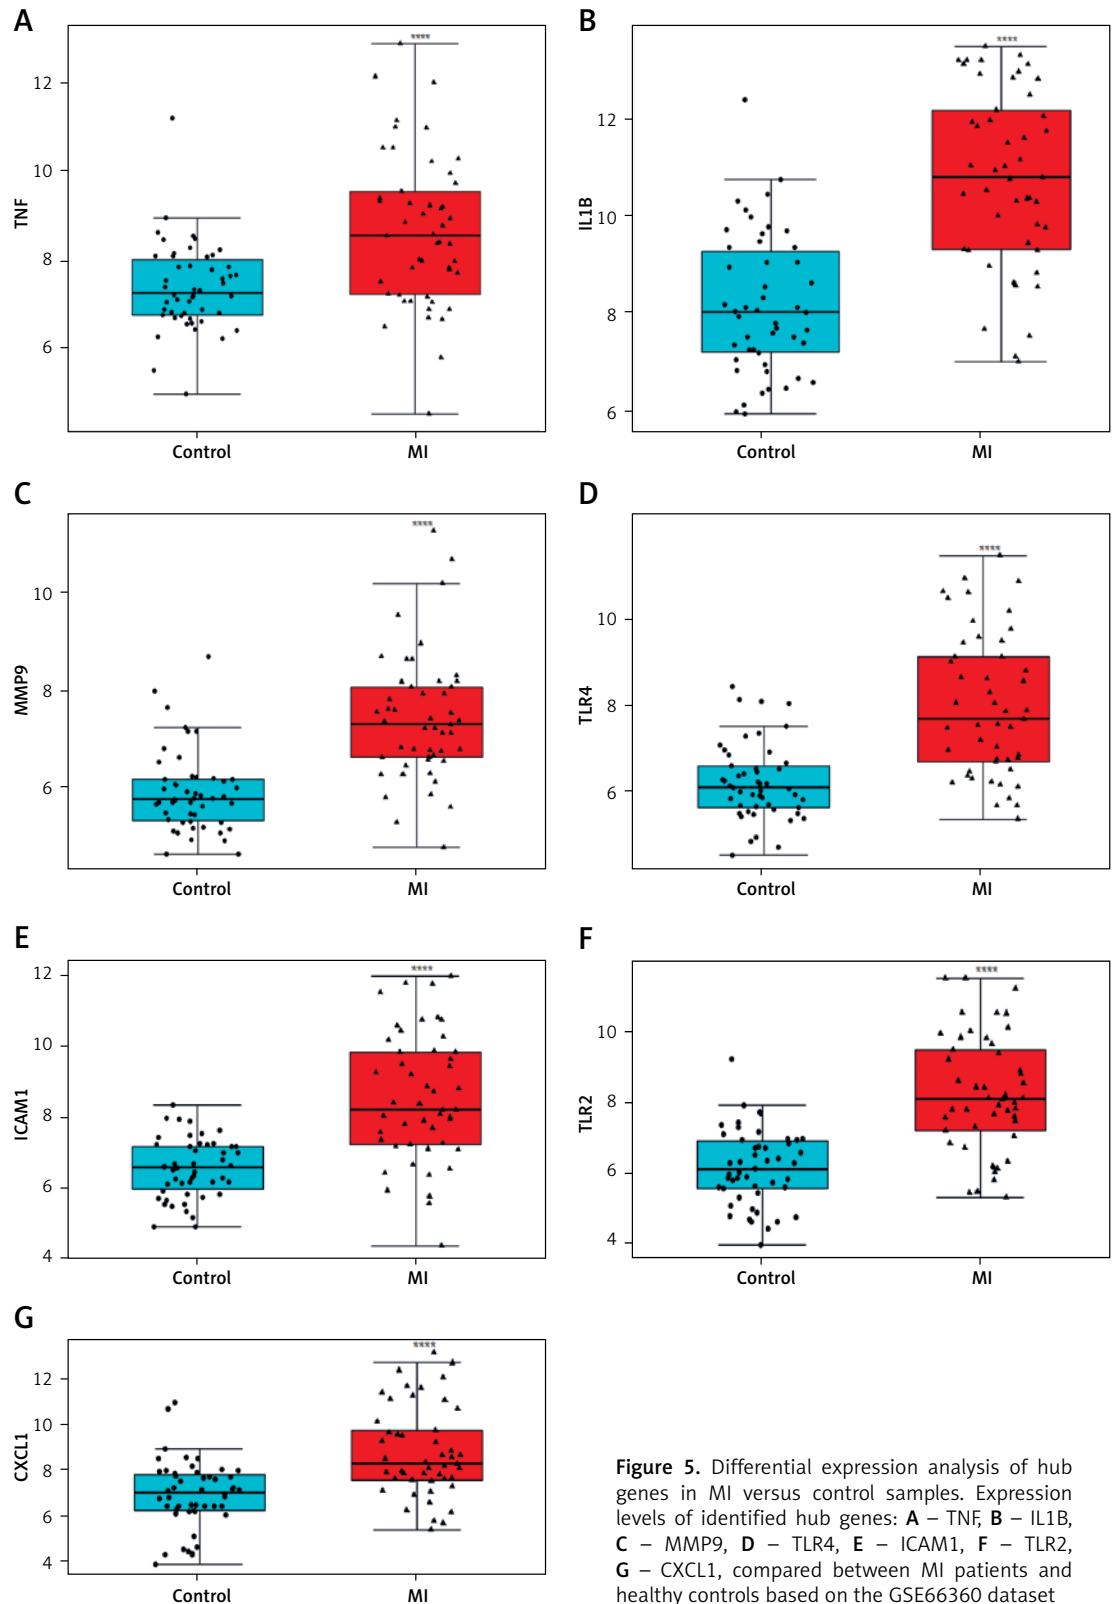 A
****
TNF
12
10
8
6
Control MI
B
****
IL1B
12
10
8
6
Control MI
C
****
MMP9
10
8
6
Control MI
D
****
TLR4
10
8
6
Control MI
E
****
ICAM1
12
10
8
6
4
Control MI
F
****
TLR2
10
8
6
4
Control MI
G
****
CXCL1
12
10
8
6
4
Control MI
Figure 5. Differential expression analysis of hub
genes in MI versus control samples. Expression
levels of identified hub genes: A – TNF, B – IL1B,
C – MMP9, D – TLR4, E – ICAM1, F – TLR2,
G – CXCL1, compared between MI patients and
healthy controls based on the GSE66360 dataset